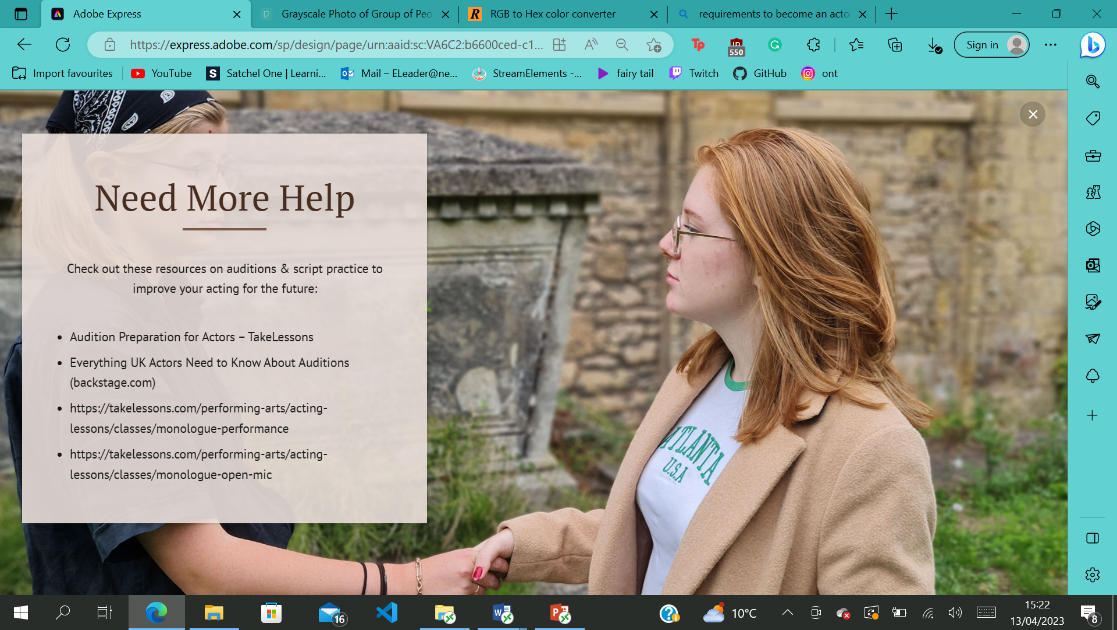 Adobe Express
Grayscale Photo of Group of Peo
RGB to Hex color converter
requirements to become an acto
https://express.adobe.com/sp/design/page/urn:aaid:sc:VA6C2:b6600ced-c1...
Sign in
550
Import favourites
YouTube
Satchel One | Learni...
Mail – ELeader@ne...
StreamElements -...
fairy tail
Twitch
GitHub
ont
Need More Help
Check out these resources on auditions & script practice to
improve your acting for the future:
• Audition Preparation for Actors – TakeLessons
• Everything UK Actors Need to Know About Auditions
(backstage.com)
• https://takelessons.com/performing-arts/acting-
lessons/classes/monologue-performance
• https://takelessons.com/performing-arts/acting-
lessons/classes/monologue-open-mic
ATLANTA
U.S.A
16
10°C
15:22
13/04/2023
8